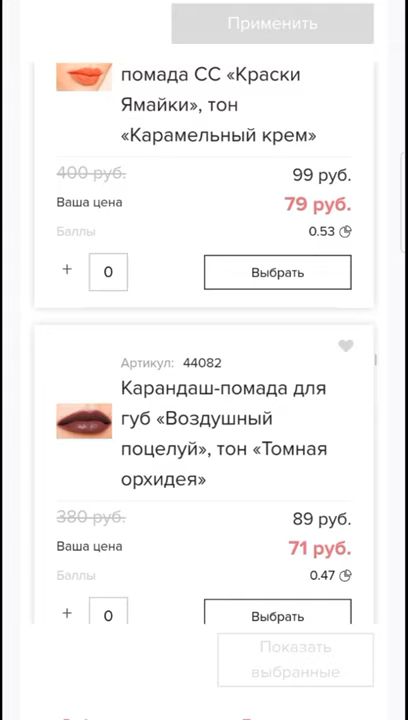 Применить
помада СС «Краски
Ямайки», тон
«Карамельный крем»
400 руб. 99 руб.
Ваша цена 79 руб.
Баллы 0.53
+ 0 Выбрать
Артикул: 44082
Карандаш-помада для
губ «Воздушный
поцелуй», тон «Томная
орхидея»
380 руб. 89 руб.
Ваша цена 71 руб.
Баллы 0.47
+ 0 Выбрать
Показать
выбранные